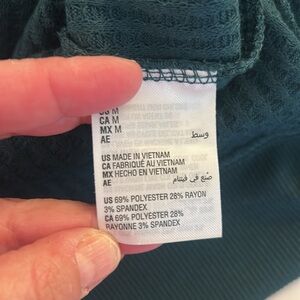 US M
CA M
MX M
AE وسط
US MADE IN VIETNAM
CA FABRIQUÉ AU VIETNAM
MX HECHO EN VIETNAM
AE صنع في فيتنام
US 69% POLYESTER 28% RAYON
3% SPANDEX.
CA 69% POLYESTER 28%
RAYONNE 3% SPANDEX